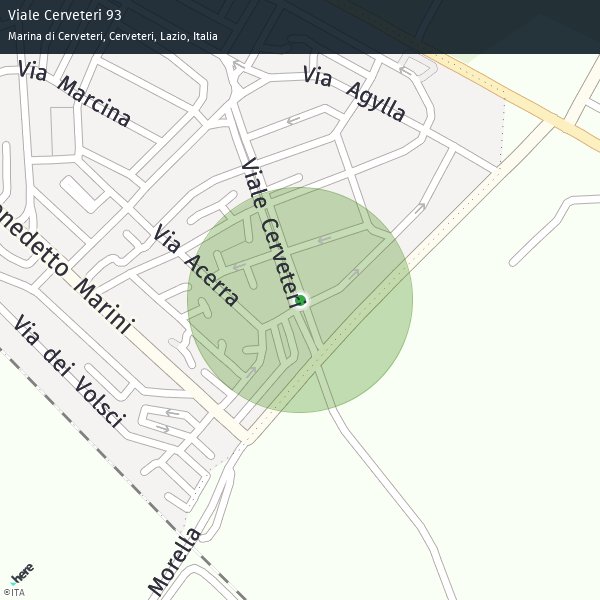 Viale Cerveteri 93
Marina di Cerveteri, Cerveteri, Lazio, Italia
Via Marcina
Via Agylla
Viale Cerveteri
Via Acerra
enedetto Marini
Via dei Volsci
Morella
here
©ITA